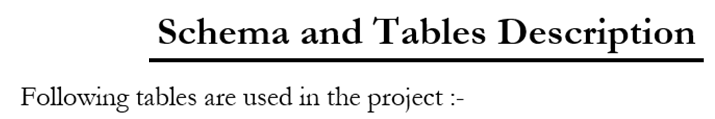 Schema and Tables Description
Following tables are used in the project :-